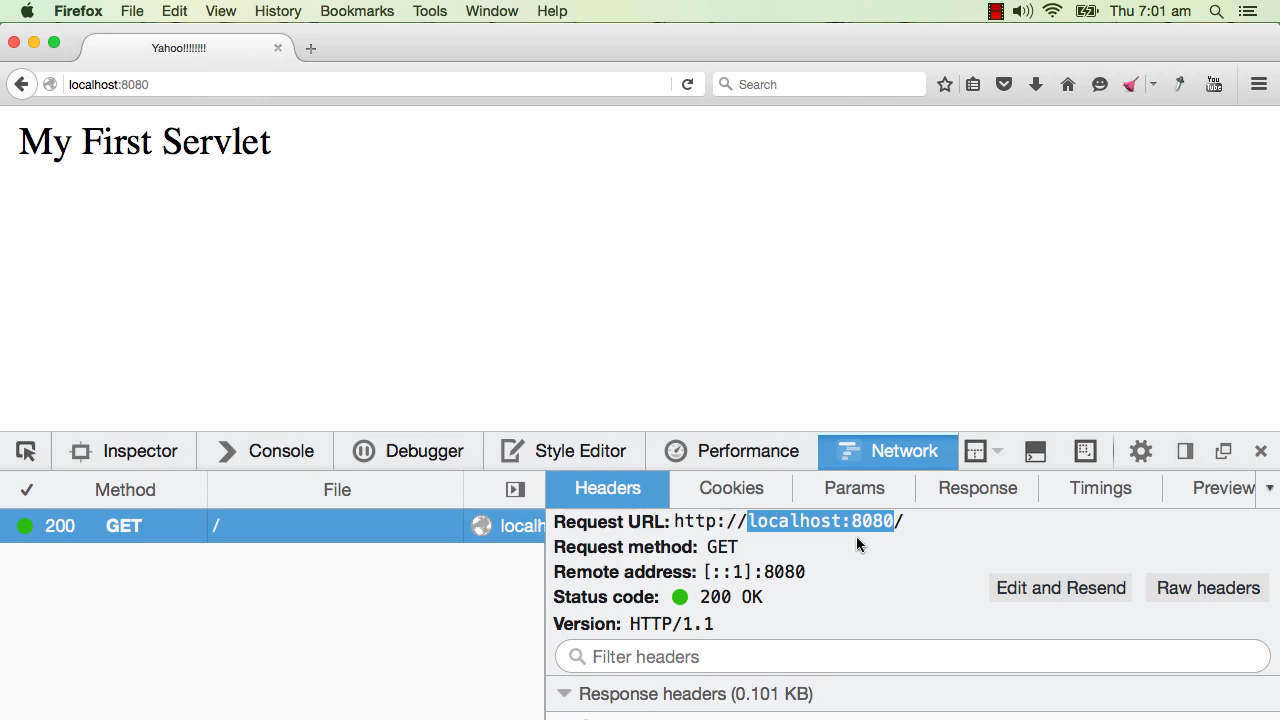 Firefox File Edit View History Bookmarks Tools Window Help Thu 7:01 am
Yahoo!!!!!!!!
localhost:8080 Search You Tube
My First Servlet
Inspector Console Debugger Style Editor Performance Network
Method File Headers Cookies Params Response Timings Preview
200 GET / localh
Request URL: http://localhost:8080/
Request method: GET
Remote address: [::1]:8080
Edit and Resend Raw headers
Status code: 200 OK
Version: HTTP/1.1
Filter headers
Response headers (0.101 KB)